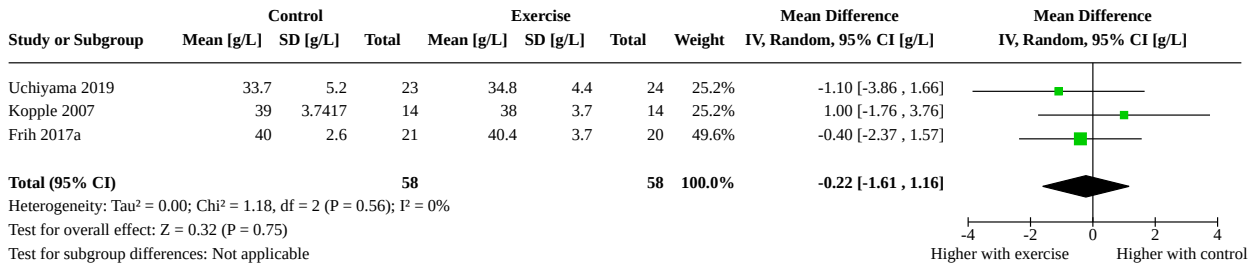 Control Exercise Mean Difference Mean Difference
Study or Subgroup Mean [g/L] SD [g/L] Total Mean [g/L] SD [g/L] Total Weight IV, Random, 95% CI [g/L] IV, Random, 95% CI [g/L]
Uchiyama 2019 33.7 5.2 23 34.8 4.4 24 25.2% -1.10 [-3.86 , 1.66]
Kopple 2007 39 3.7417 14 38 3.7 14 25.2% 1.00 [-1.76 , 3.76]
Frih 2017a 40 2.6 21 40.4 3.7 20 49.6% -0.40 [-2.37 , 1.57]
Total (95% CI) 58 58 100.0% -0.22 [-1.61 , 1.16]
Heterogeneity: Tau² = 0.00; Chi² = 1.18, df = 2 (P = 0.56); I² = 0%
Test for overall effect: Z = 0.32 (P = 0.75)
Test for subgroup differences: Not applicable
-4 -2 0 2 4
Higher with exercise Higher with control